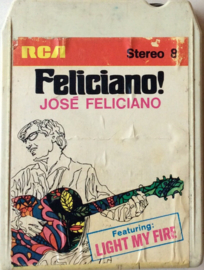 RCA Stereo 8
Feliciano!
JOSÉ FELICIANO
Featuring:
LIGHT MY FIRE